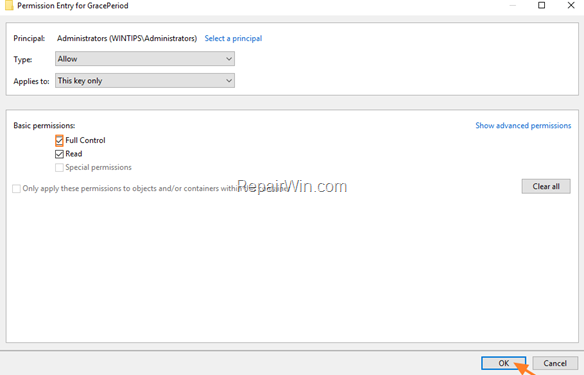 Permission Entry for GracePeriod
Principal: Administrators (WINTIPS\Administrators) Select a principal
Type: Allow
Applies to: This key only
Basic permissions: Show advanced permissions
Full Control
Read
Special permissions
Only apply these permissions to objects and/or containers within
RepairWin.com
Clear all
OK Cancel